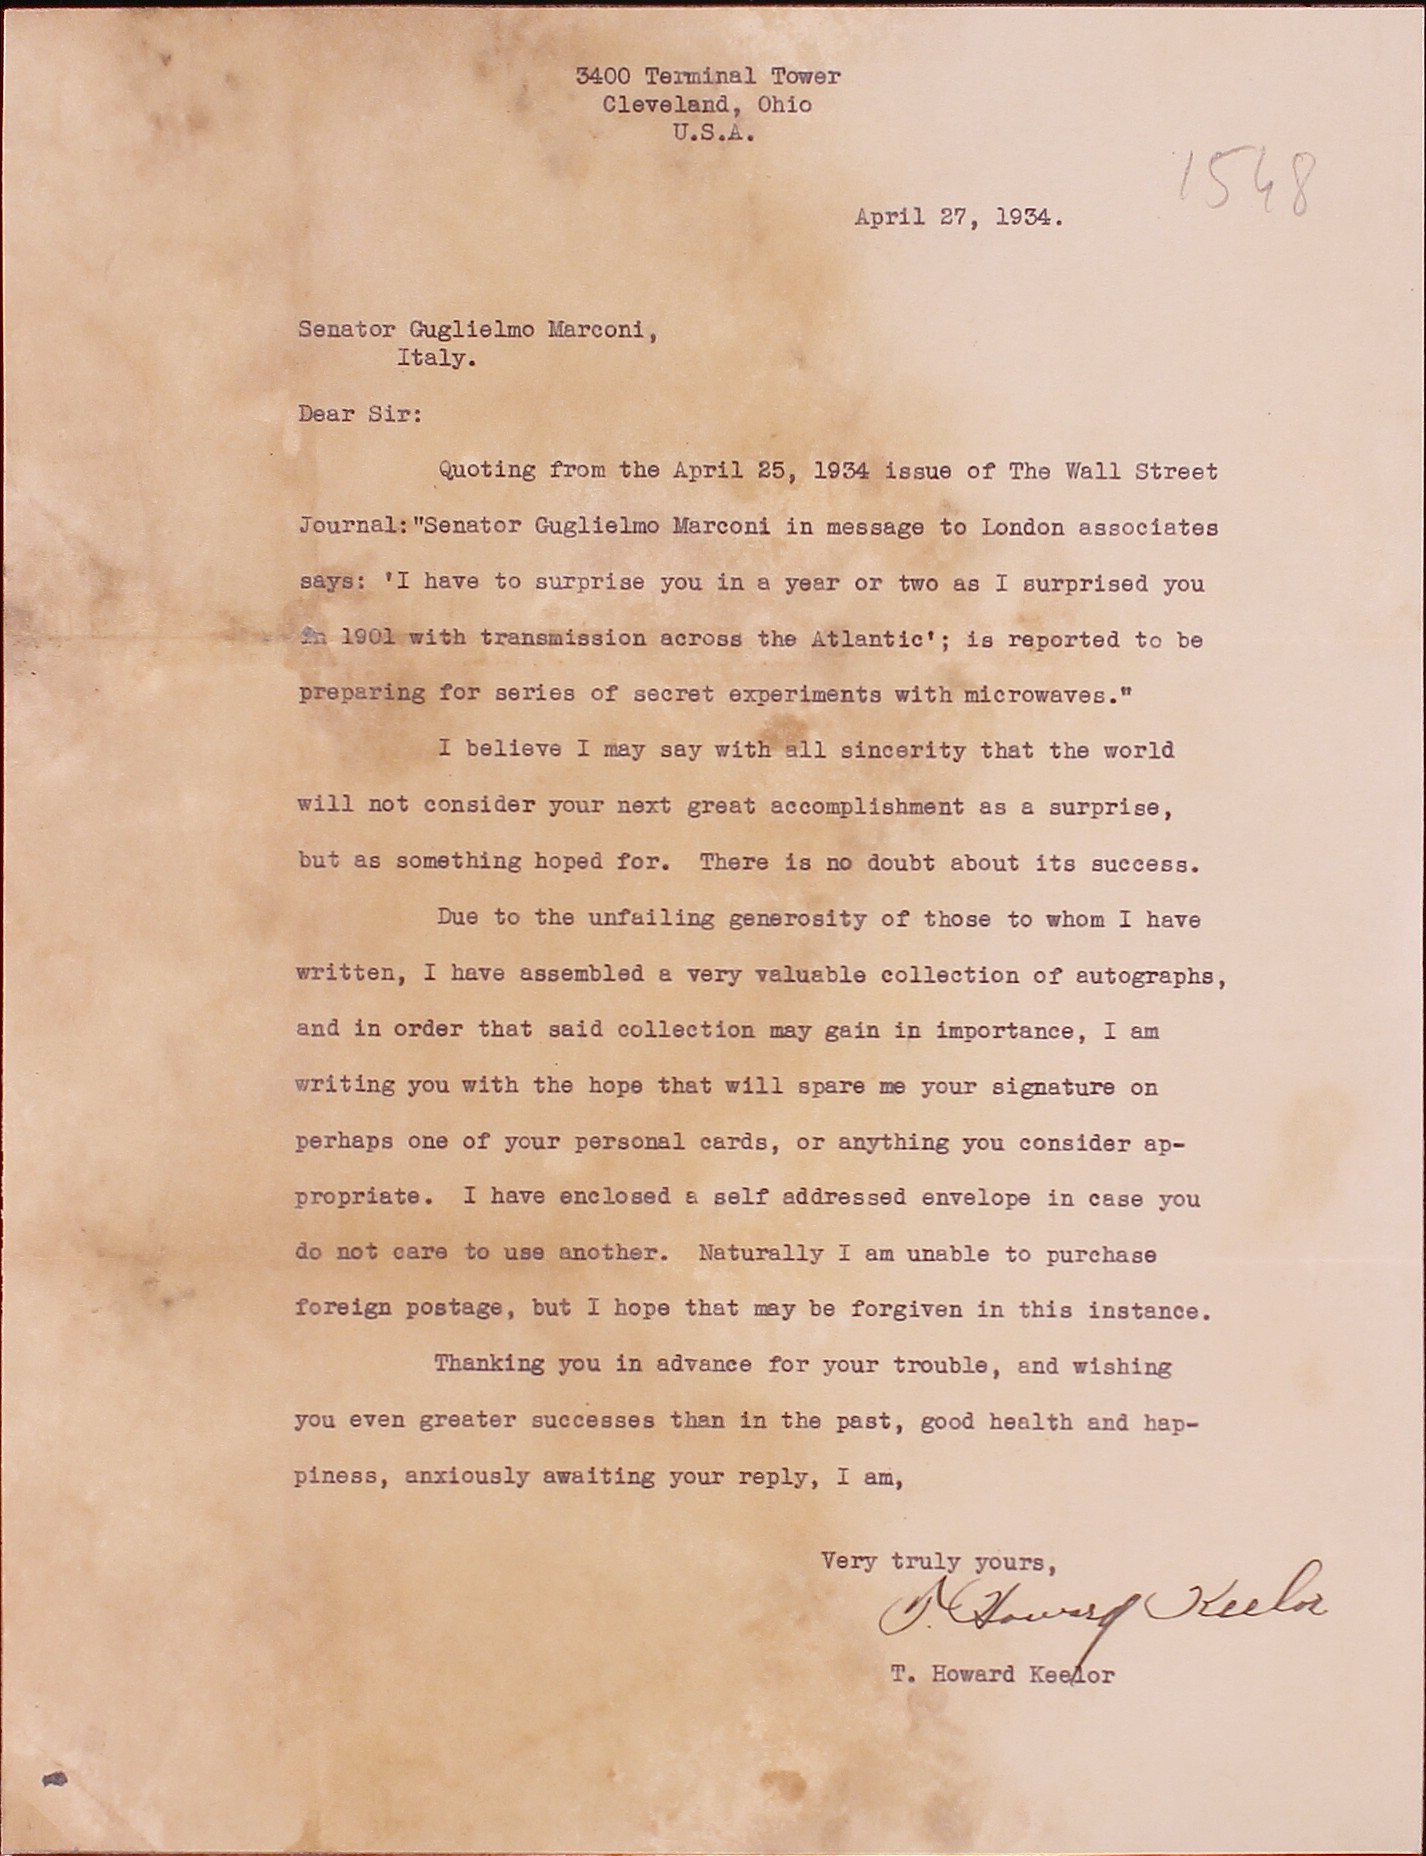 3400 Terminal Tower
Cleveland, Ohio
U.S.A.
1548
April 27, 1934.
Senator Guglielmo Marconi,
Italy.
Dear Sir:
Quoting from the April 25, 1934 issue of The Wall Street
Journal:"Senator Guglielmo Marconi in message to London associates
says: 'I have to surprise you in a year or two as I surprised you
in 1901 with transmission across the Atlantic'; is reported to be
preparing for series of secret experiments with microwaves."
I believe I may say with all sincerity that the world
will not consider your next great accomplishment as a surprise,
but as something hoped for. There is no doubt about its success.
Due to the unfailing generosity of those to whom I have
written, I have assembled a very valuable collection of autographs,
and in order that said collection may gain in importance, I am
writing you with the hope that will spare me your signature on
perhaps one of your personal cards, or anything you consider ap-
propriate. I have enclosed a self addressed envelope in case you
do not care to use another. Naturally I am unable to purchase
foreign postage, but I hope that may be forgiven in this instance.
Thanking you in advance for your trouble, and wishing
you even greater successes than in the past, good health and hap-
piness, anxiously awaiting your reply, I am,
Very truly yours,
T. Howard Keelor
T. Howard Keelor